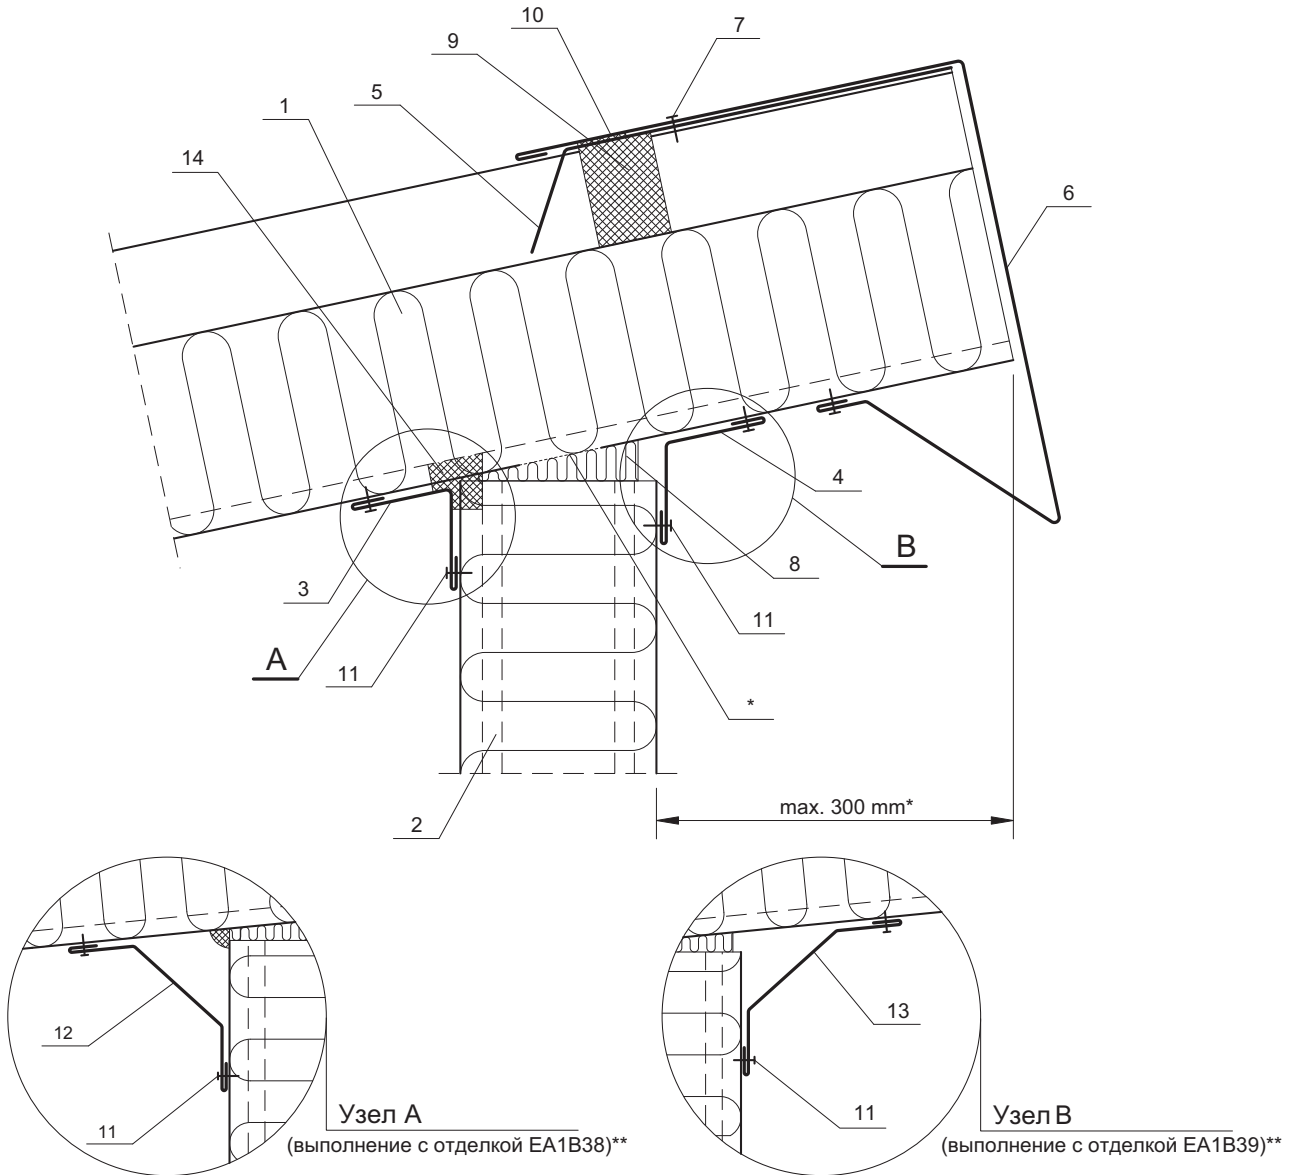 10
7
9
5
1
14
6
4
B
8
3
11
A
11
*
2
max. 300 mm*
12
13
11
11
Узел A
(выполнение с отделкой EA1B38)**
Узел B
(выполнение с отделкой EA1B39)**